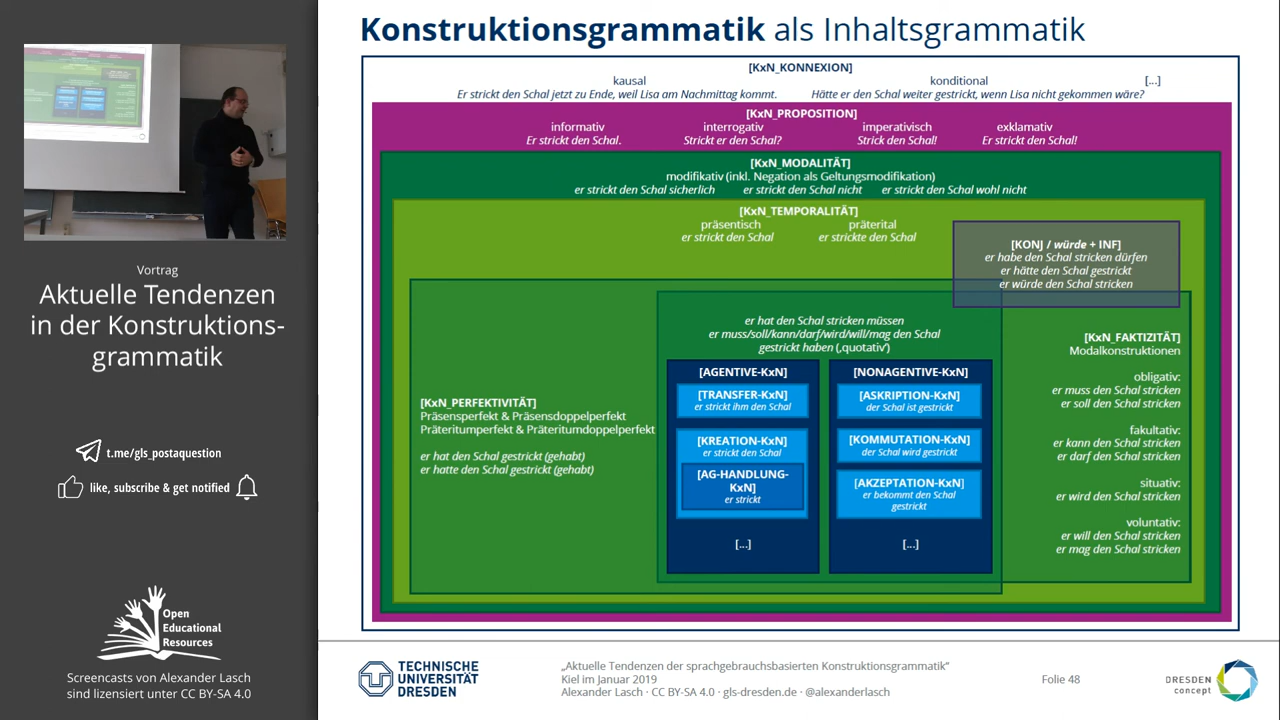 Konstruktionsgrammatik als Inhaltsgrammatik
[KxN_KONNEXION]
kausal
konditional
[...]
Er strickt den Schal jetzt zu Ende, weil Lisa am Nachmittag kommt.
Hätte er den Schal weiter gestrickt, wenn Lisa nicht gekommen wäre?
[KxN_PROPOSITION]
informativ
interrogativ
imperativisch
exklamativ
Er strickt den Schal.
Strickt er den Schal?
Strick den Schal!
Er strickt den Schal!
[KxN_MODALITÄT]
modifikativ (inkl. Negation als Geltungsmodifikation)
er strickt den Schal sicherlich
er strickt den Schal nicht
er strickt den Schal wohl nicht
[KxN_TEMPORALITÄT]
präsentisch
präterital
er strickt den Schal
er strickte den Schal
[KONJ / würde + INF]
er habe den Schal stricken dürfen
er hätte den Schal gestrickt
er würde den Schal stricken
er hat den Schal stricken müssen
er muss/soll/kann/darf/wird/will/mag den Schal
gestrickt haben (‚quotativ‘)
[KxN_PERFEKTIVITÄT]
Präsensperfekt & Präsensdoppelperfekt
Präteritumperfekt & Präteritumdoppelperfekt
er hat den Schal gestrickt (gehabt)
er hatte den Schal gestrickt (gehabt)
[AGENTIVE-KxN]
[TRANSFER-KxN]
er strickt ihm den Schal
[KREATION-KxN]
er strickt den Schal
[AG-HANDLUNG-
KxN]
er strickt
[...]
[NONAGENTIVE-KxN]
[ASKRIPTION-KxN]
der Schal ist gestrickt
[KOMMUTATION-KxN]
der Schal wird gestrickt
[AKZEPTATION-KxN]
er bekommt den Schal
gestrickt
[...]
[KxN_FAKTIZITÄT]
Modalkonstruktionen
obligativ:
er muss den Schal stricken
er soll den Schal stricken
fakultativ:
er kann den Schal stricken
er darf den Schal stricken
situativ:
er wird den Schal stricken
voluntativ:
er will den Schal stricken
er mag den Schal stricken
Vortrag
Aktuelle Tendenzen
in der Konstruktions-
grammatik
t.me/gls_postaquestion
like, subscribe & get notified
Open
Educational
Resources
Screencasts von Alexander Lasch
sind lizensiert unter CC BY-SA 4.0
TECHNISCHE
UNIVERSITÄT
DRESDEN
„Aktuelle Tendenzen der sprachgebrauchsbasierten Konstruktionsgrammatik“
Kiel im Januar 2019
Alexander Lasch · CC BY-SA 4.0 · gls-dresden.de · @alexanderlasch
Folie 48
DRESDEN
concept